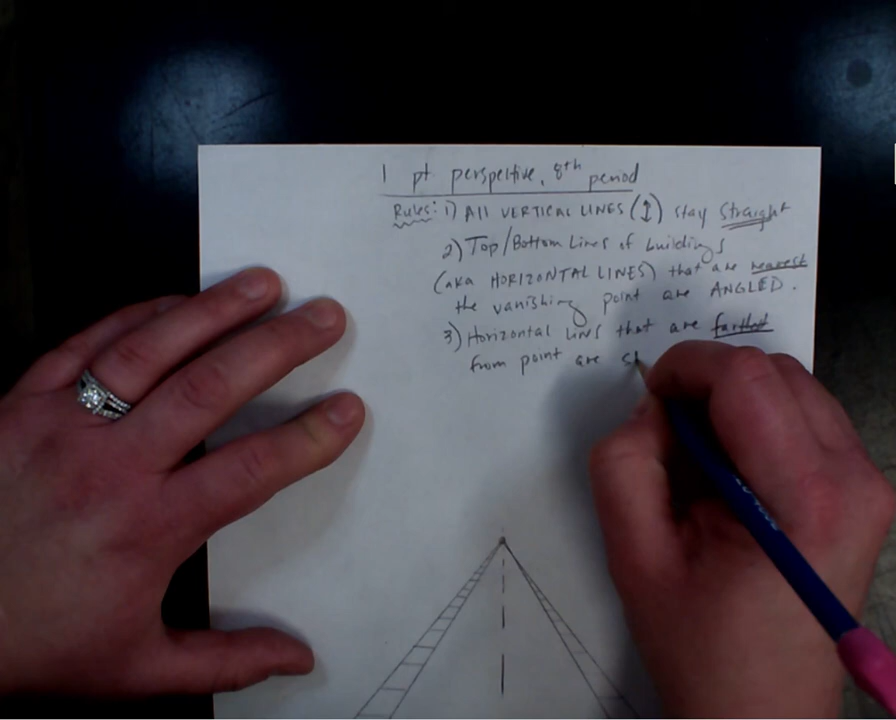 1 pt perspective, 8th period
Rules: 1) All VERTICAL LINES (↕) stay straight
2) Top/Bottom Lines of buildings
(aka HORIZONTAL LINES) that are nearest
the vanishing point are ANGLED.
3) Horizontal lines that are farthest
from point are st